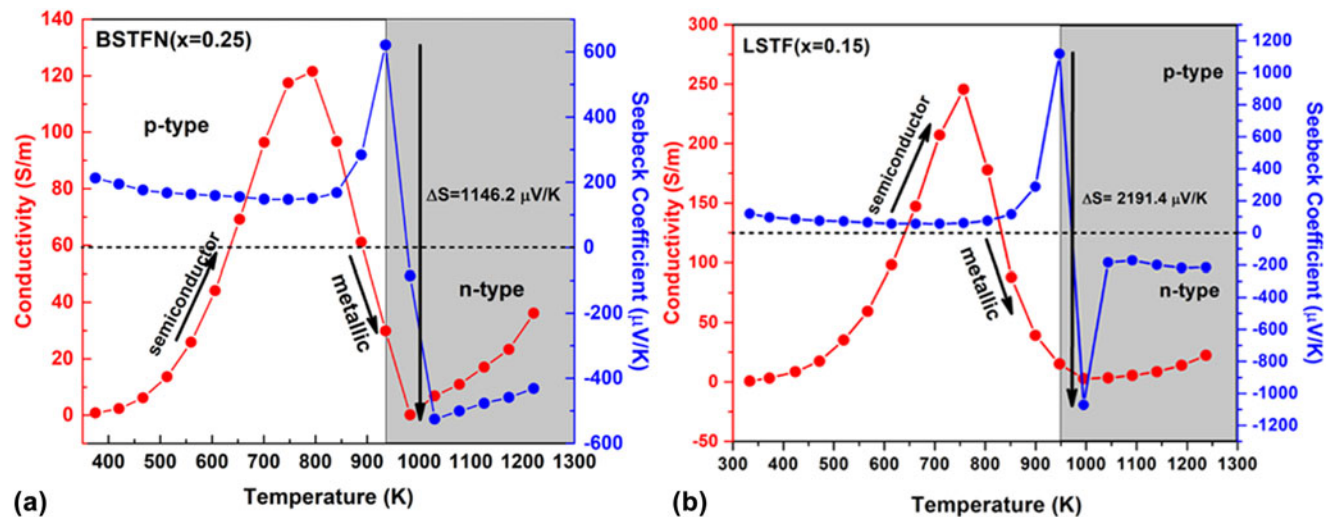 BSTFN(x=0.25)
p-type
semiconductor
metallic
n-type
ΔS=1146.2 μV/K
Conductivity (S/m)
140
120
100
80
60
40
20
0
Seebeck Coefficient (μV/K)
600
400
200
0
-200
-400
-600
400 500 600 700 800 900 1000 1100 1200 1300
Temperature (K)
(a)
LSTF(x=0.15)
p-type
semiconductor
metallic
n-type
ΔS= 2191.4 μV/K
Conductivity (S/m)
300
250
200
150
100
50
0
-50
Seebeck Coefficient (μV/K)
1200
1000
800
600
400
200
0
-200
-400
-600
-800
-1000
-1200
300 400 500 600 700 800 900 1000 1100 1200 1300
Temperature (K)
(b)